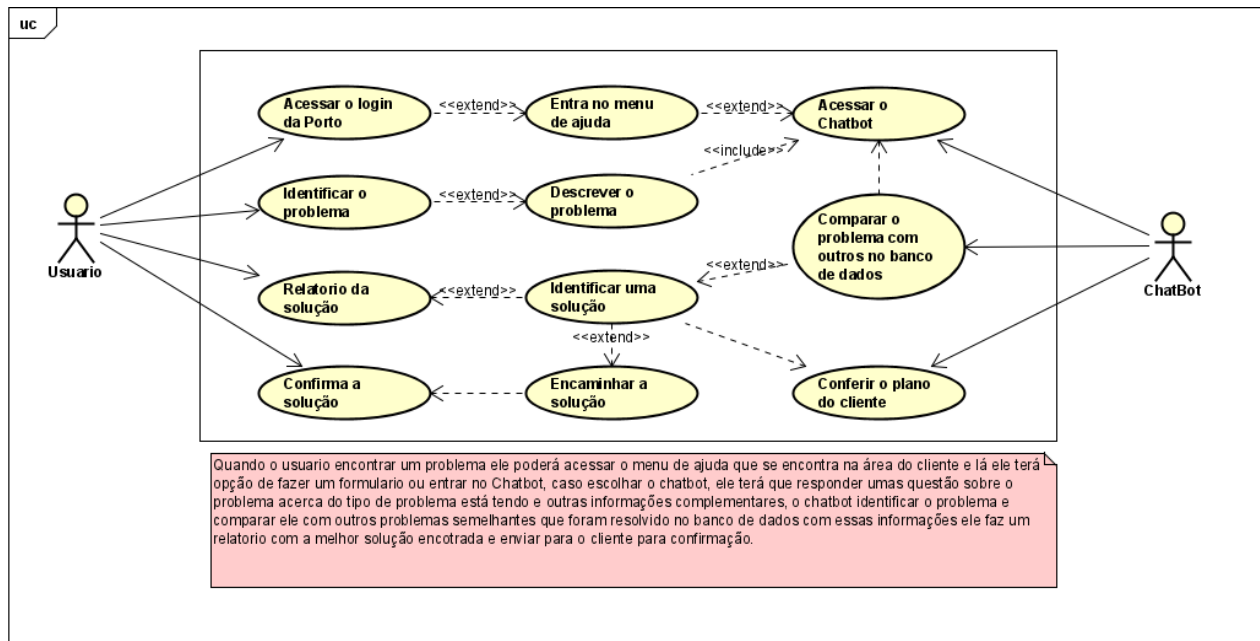 uc
Acessar o login
da Porto
<<extend>>
Entra no menu
de ajuda
<<extend>>
Acessar o
Chatbot
<<include>>
Identificar o
problema
<<extend>>
Descrever o
problema
Comparar o
problema com
outros no banco
de dados
Usuario
ChatBot
<<extend>>
Relatorio da
solução
<<extend>>
Identificar uma
solução
<<extend>>
Confirma a
solução
Encaminhar a
solução
Conferir o plano
do cliente
Quando o usuario encontrar um problema ele poderá acessar o menu de ajuda que se encontra na área do cliente e lá ele terá
opção de fazer um formulario ou entrar no Chatbot, caso escolhar o chatbot, ele terá que responder umas questão sobre o
problema acerca do tipo de problema está tendo e outras informações complementares, o chatbot identificar o problema e
comparar ele com outros problemas semelhantes que foram resolvido no banco de dados com essas informações ele faz um
relatorio com a melhor solução encotrada e enviar para o cliente para confirmação.